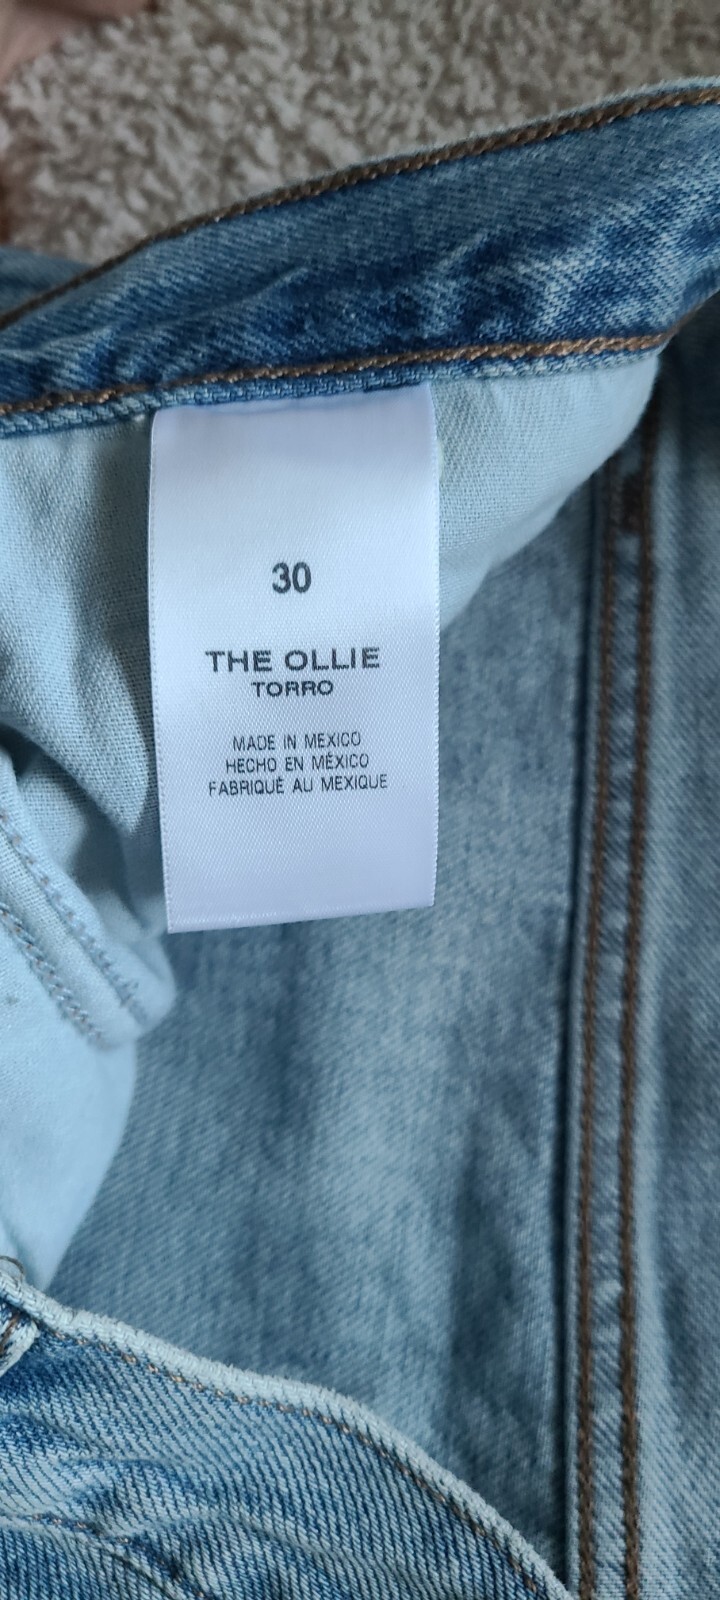 30
THE OLLIE
TORRO
MADE IN MEXICO
HECHO EN MÉXICO
FABRIQUÉ AU MEXIQUE